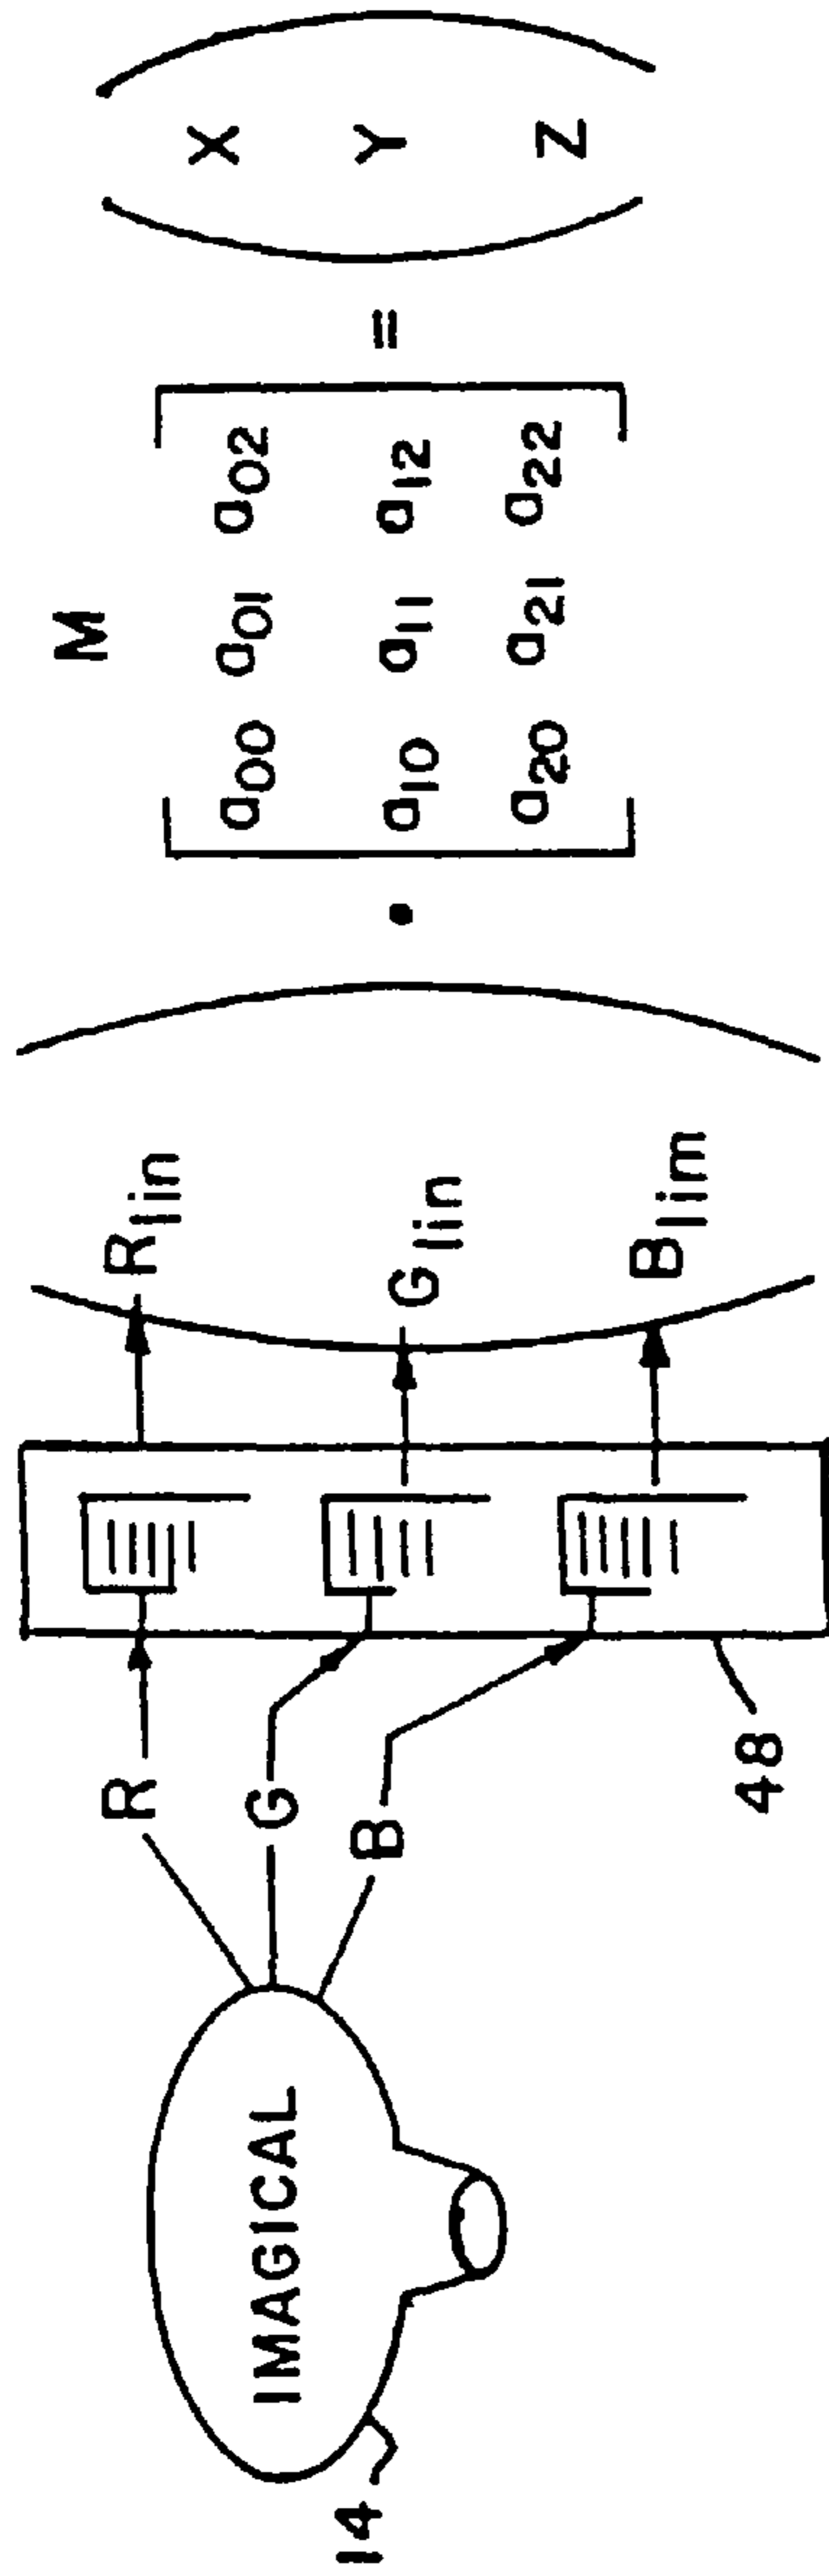 14
IMAGICAL
R
G
B
48
R lin
G lin
B lim
•
M
a00 a01 a02
a10 a11 a12
a20 a21 a22
=
X
Y
Z